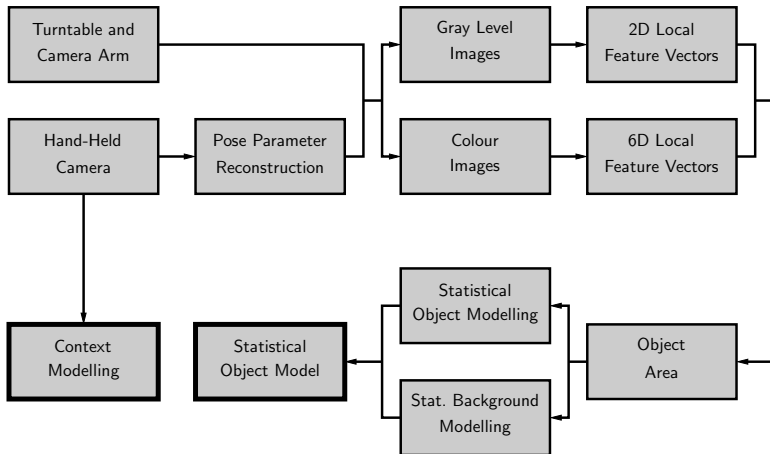 Turntable and
Camera Arm
Gray Level
Images
2D Local
Feature Vectors
Hand-Held
Camera
Pose Parameter
Reconstruction
Colour
Images
6D Local
Feature Vectors
Statistical
Object Modelling
Context
Modelling
Statistical
Object Model
Object
Area
Stat. Background
Modelling